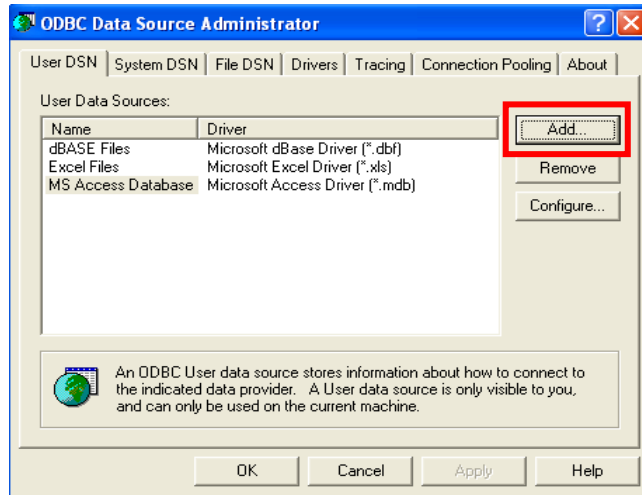 ODBC Data Source Administrator
User DSN System DSN File DSN Drivers Tracing Connection Pooling About
User Data Sources:
Name Driver
Add...
dBASE Files Microsoft dBase Driver (*.dbf)
Excel Files Microsoft Excel Driver (*.xls)
Remove
MS Access Database Microsoft Access Driver (*.mdb)
Configure...
An ODBC User data source stores information about how to connect to
the indicated data provider. A User data source is only visible to you,
and can only be used on the current machine.
OK Cancel Apply Help